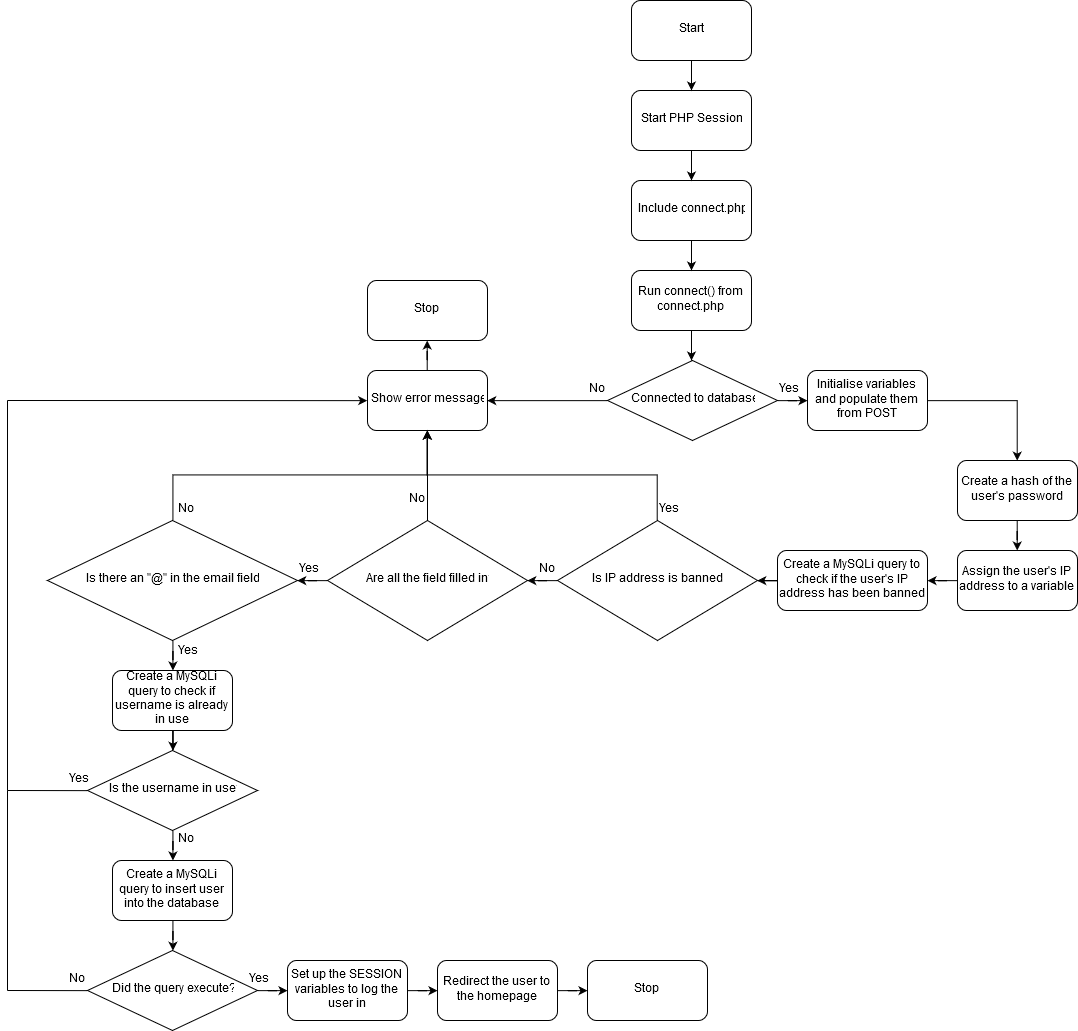 Start
Start PHP Session
Include connect.php
Run connect() from
connect.php
Stop
Show error message
No
Connected to database
Yes
Initialise variables
and populate them
from POST
Create a hash of the
user's password
No
No
Yes
Is there an "@" in the email field
Yes
Are all the field filled in
No
Is IP address is banned
Create a MySQLi query to
check if the user's IP
address has been banned
Assign the user's IP
address to a variable
Yes
Create a MySQLi
query to check if
username is already
in use
Yes
Is the username in use
No
Create a MySQLi
query to insert user
into the database
No
Did the query execute?
Yes
Set up the SESSION
variables to log the
user in
Redirect the user to
the homepage
Stop